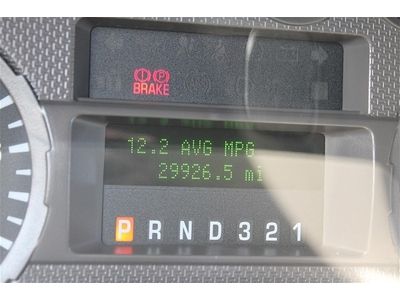 P
BRAKE
12.2 AVG MPG
29926.5 mi
P R N D 3 2 1